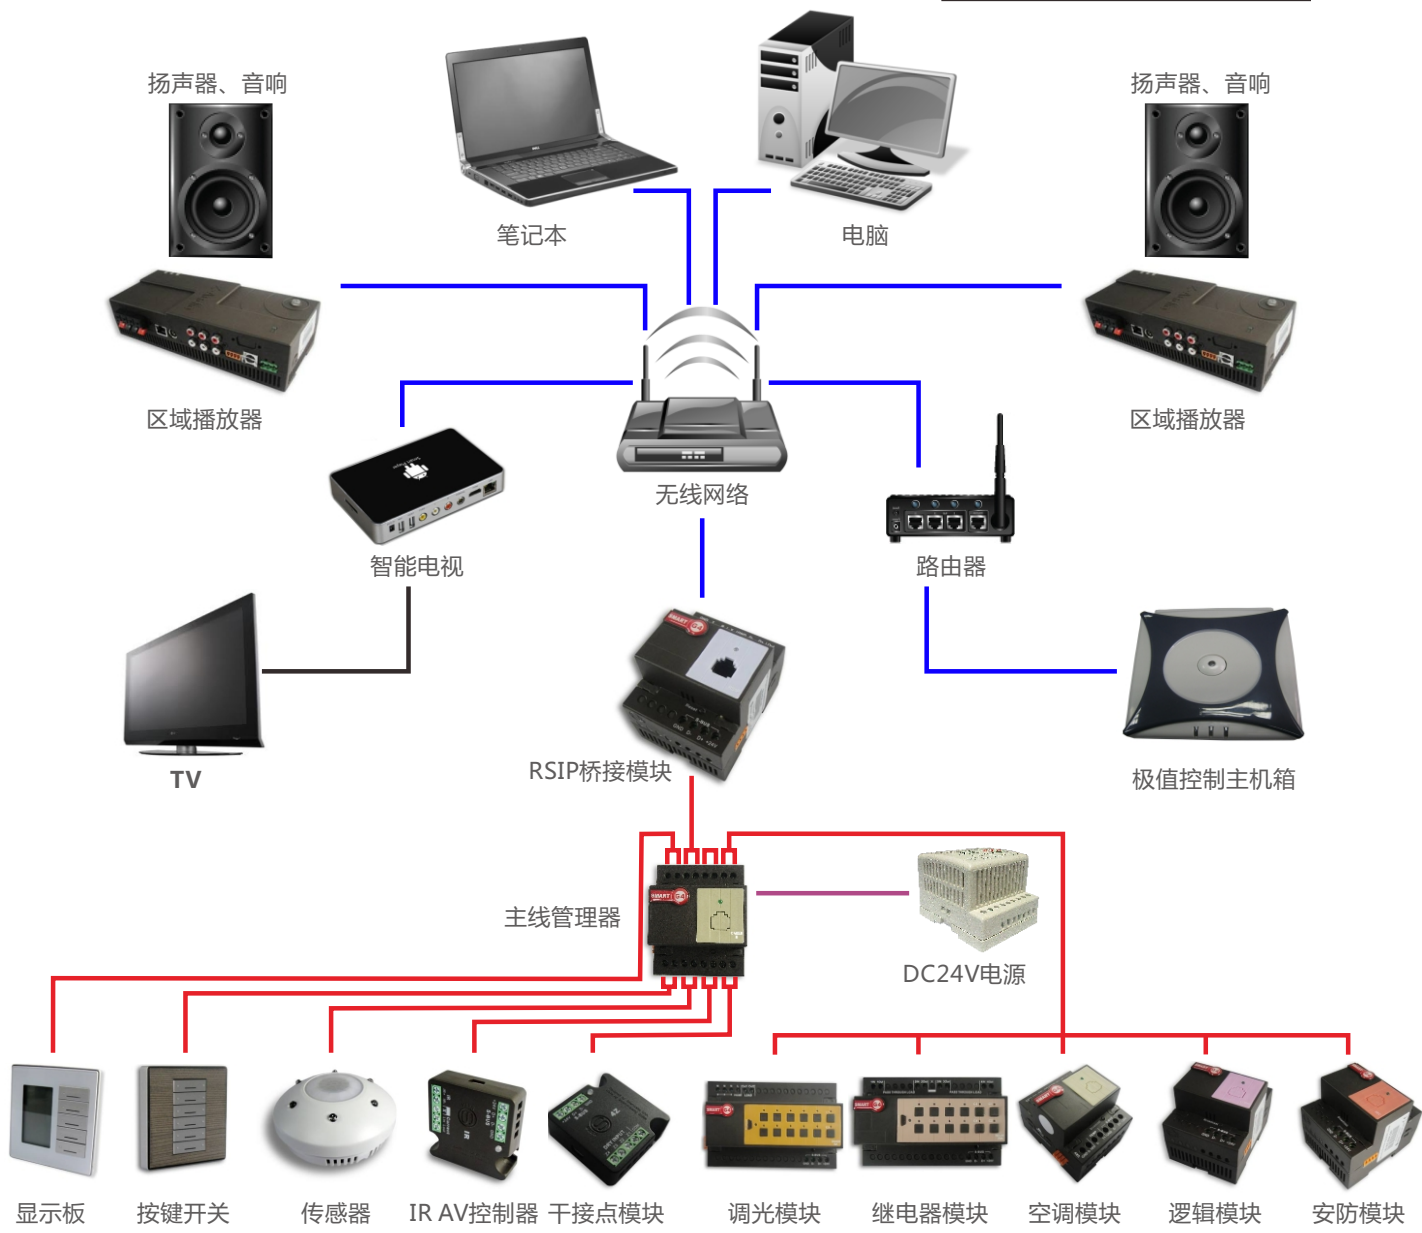 扬声器、音响
扬声器、音响
笔记本
电脑
区域播放器
区域播放器
无线网络
智能电视
路由器
TV
RSIP桥接模块
极值控制主机箱
主线管理器
DC24V电源
显示板
按键开关
传感器
IR AV控制器
干接点模块
调光模块
继电器模块
空调模块
逻辑模块
安防模块